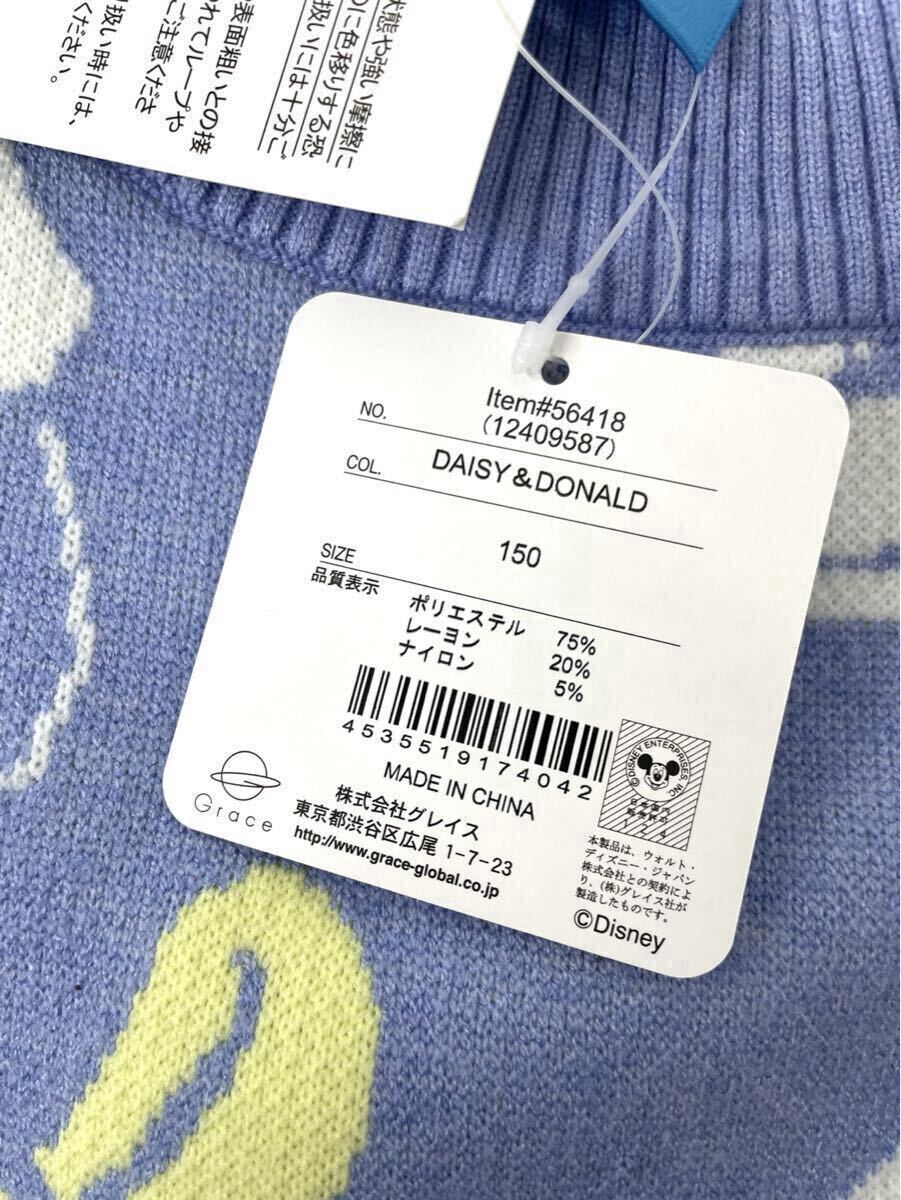 状態や強い摩擦に
に色移りする恐
扱いには十分ご
表面粗いとの接
れてループや
ご注意くださ
扱い時には、
ください。
Item#56418
NO.
(12409587)
COL.
DAISY&DONALD
SIZE
150
品質表示
ポリエステル 75%
レーヨン 20%
ナイロン 5%
4535519174042
MADE IN CHINA
Grace
株式会社グレイス
東京都渋谷区広尾 1-7-23
http://www.grace-global.co.jp
©DISNEY ENTERPRISES, INC
本製品は、ウォルト・
ディズニー・ジャパン
株式会社との契約によ
り、(株)グレイス社が
製造したものです。
©Disney